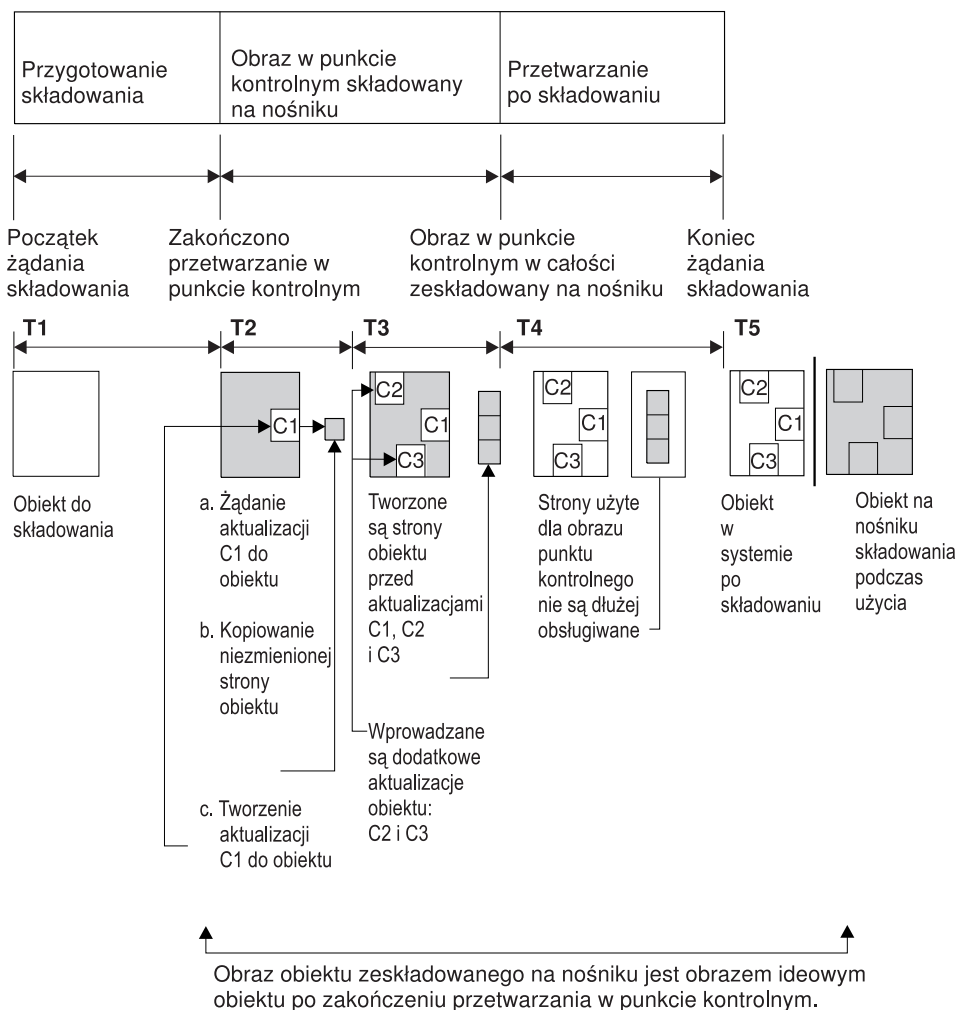 Przygotowanie
składowania
Obraz w punkcie
kontrolnym składowany
na nośniku
Przetwarzanie
po składowaniu
Początek
żądania
składowania
Zakończono
przetwarzanie w
punkcie kontrolnym
Obraz w punkcie
kontrolnym w całości
zeskładowany na nośniku
Koniec
żądania
składowania
T1
T2
T3
T4
T5
C1
C2
C1
C3
C2
C1
C3
C2
C1
C3
Obiekt do
składowania
a. Żądanie
aktualizacji
C1 do
obiektu
b. Kopiowanie
niezmienionej
strony
obiektu
c. Tworzenie
aktualizacji
C1 do obiektu
Tworzone
są strony
obiektu
przed
aktualizacjami
C1, C2
i C3
Wprowadzane
są dodatkowe
aktualizacje
obiektu:
C2 i C3
Strony użyte
dla obrazu
punktu
kontrolnego
nie są dłużej
obsługiwane
Obiekt
w
systemie
po
składowaniu
Obiekt na
nośniku
składowania
podczas
użycia
Obraz obiektu zeskładowanego na nośniku jest obrazem ideowym
obiektu po zakończeniu przetwarzania w punkcie kontrolnym.